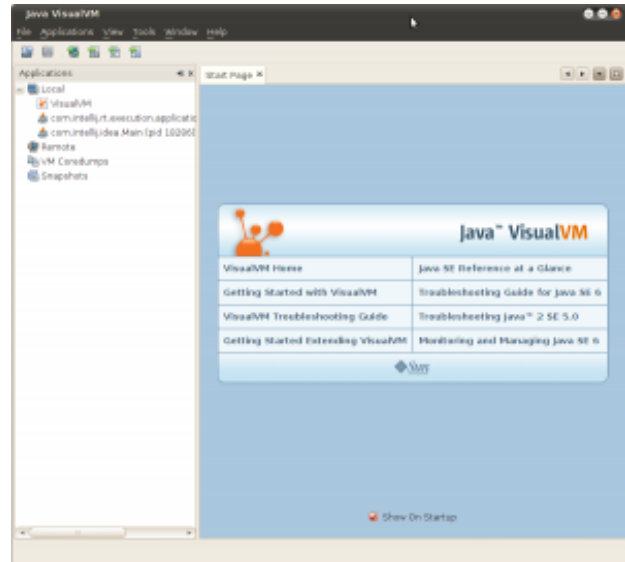 Java VisualVM
File Applications View Tools Window Help
Applications
Start Page
Local
VisualVM
com.intellij.rt.execution.applicatic
com.intellij.idea.Main (pid 10206)
Remote
VM Coredumps
Snapshots
Java™ VisualVM
VisualVM Home
Java SE Reference at a Glance
Getting Started with VisualVM
Troubleshooting Guide for Java SE 6
VisualVM Troubleshooting Guide
Troubleshooting Java™ 2 SE 5.0
Getting Started Extending VisualVM
Monitoring and Managing Java SE 6
Sun
Show On Startup